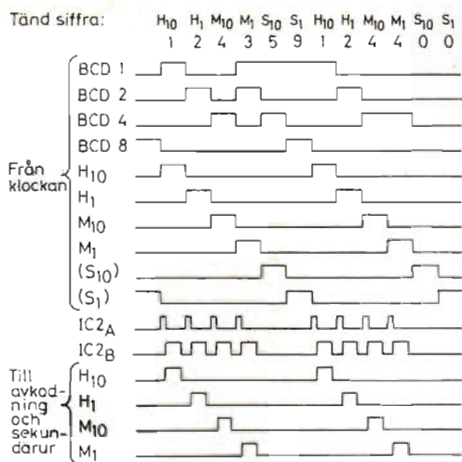 Tänd siffra: H10 H1 M10 M1 S10 S1 H10 H1 M10 M1 S10 S1
1 2 4 3 5 9 1 2 4 4 0 0
Från klockan
BCD 1
BCD 2
BCD 4
BCD 8
H10
H1
M10
M1
(S10)
(S1)
IC2A
IC2B
Till
avkod-
ning
och
sekun-
därur
H10
H1
M10
M1